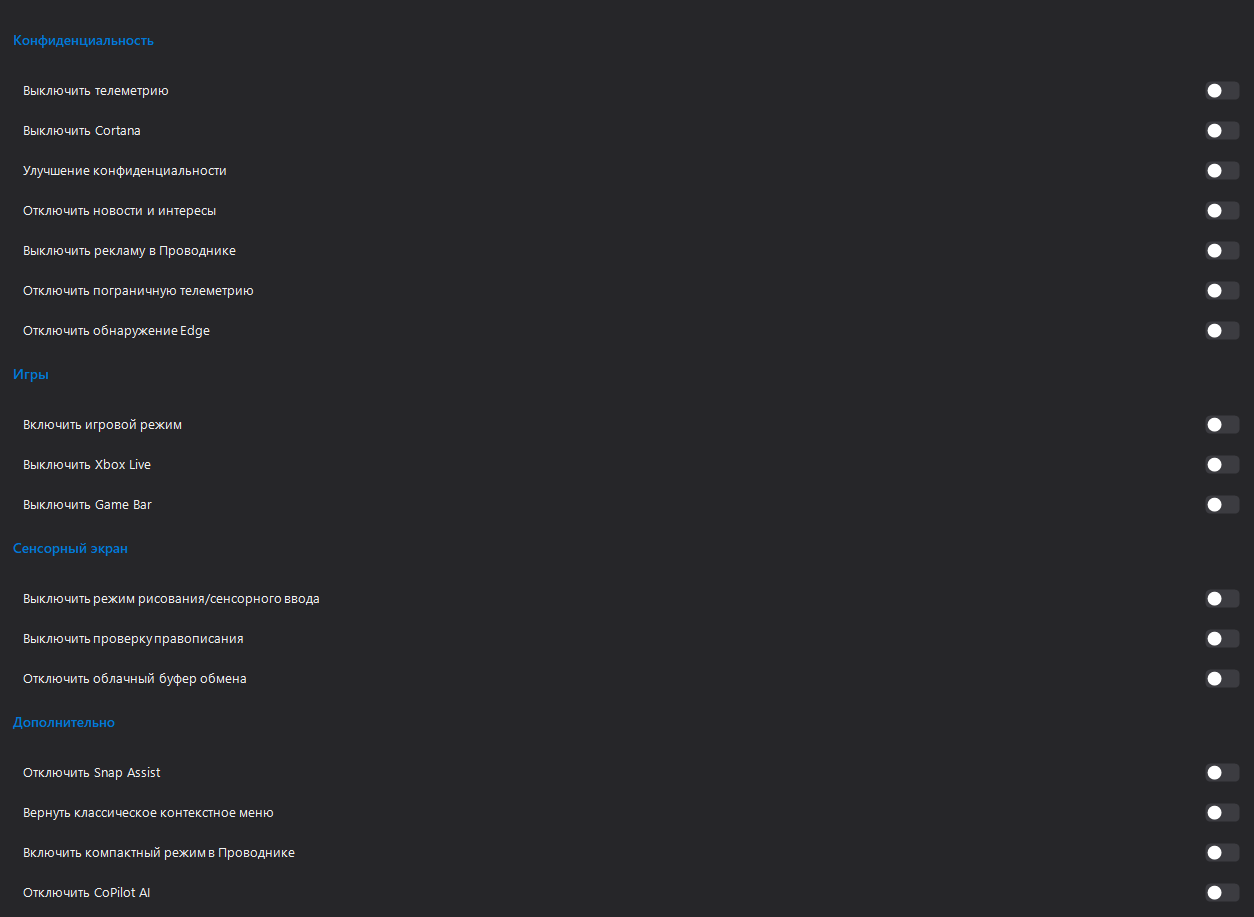 Конфиденциальность
Выключить телеметрию
Выключить Cortana
Улучшение конфиденциальности
Отключить новости и интересы
Выключить рекламу в Проводнике
Отключить пограничную телеметрию
Отключить обнаружение Edge
Игры
Включить игровой режим
Выключить Xbox Live
Выключить Game Bar
Сенсорный экран
Выключить режим рисования/сенсорного ввода
Выключить проверку правописания
Отключить облачный буфер обмена
Дополнительно
Отключить Snap Assist
Вернуть классическое контекстное меню
Включить компактный режим в Проводнике
Отключить CoPilot AI